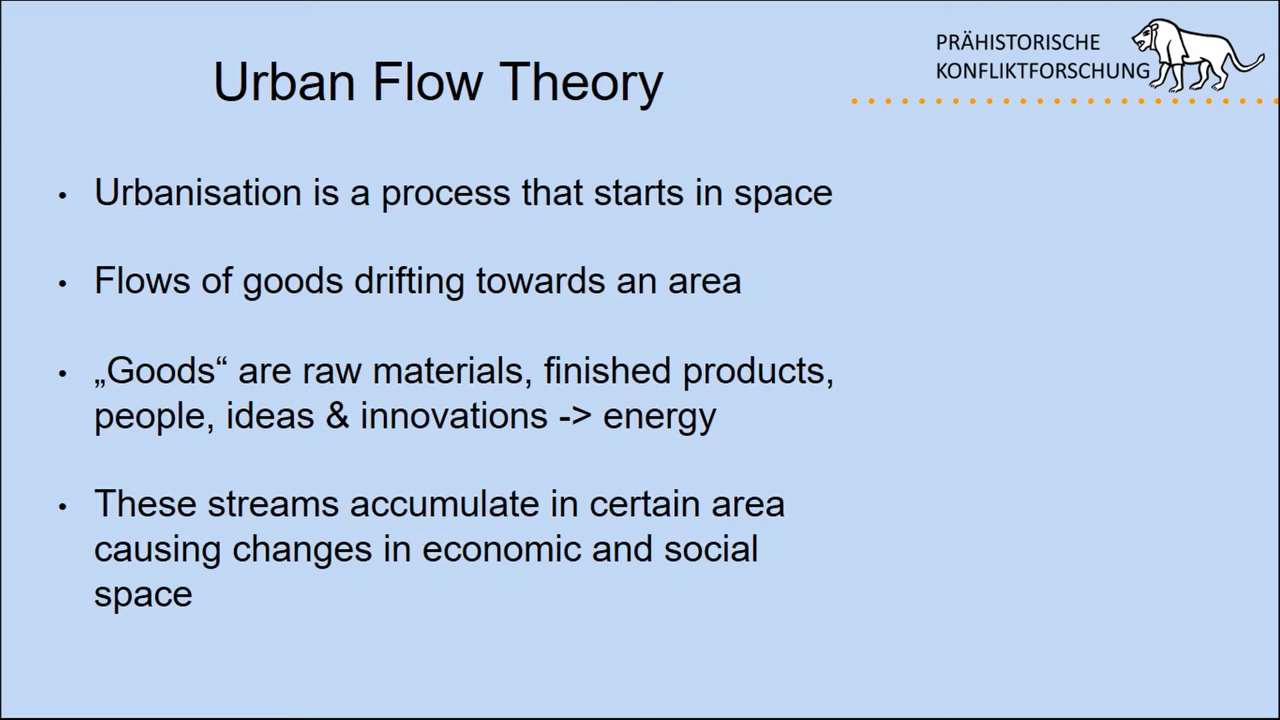 Urban Flow Theory
PRÄHISTORISCHE
KONFLIKTFORSCHUNG
• Urbanisation is a process that starts in space
• Flows of goods drifting towards an area
• „Goods“ are raw materials, finished products,
people, ideas & innovations -> energy
• These streams accumulate in certain area
causing changes in economic and social
space